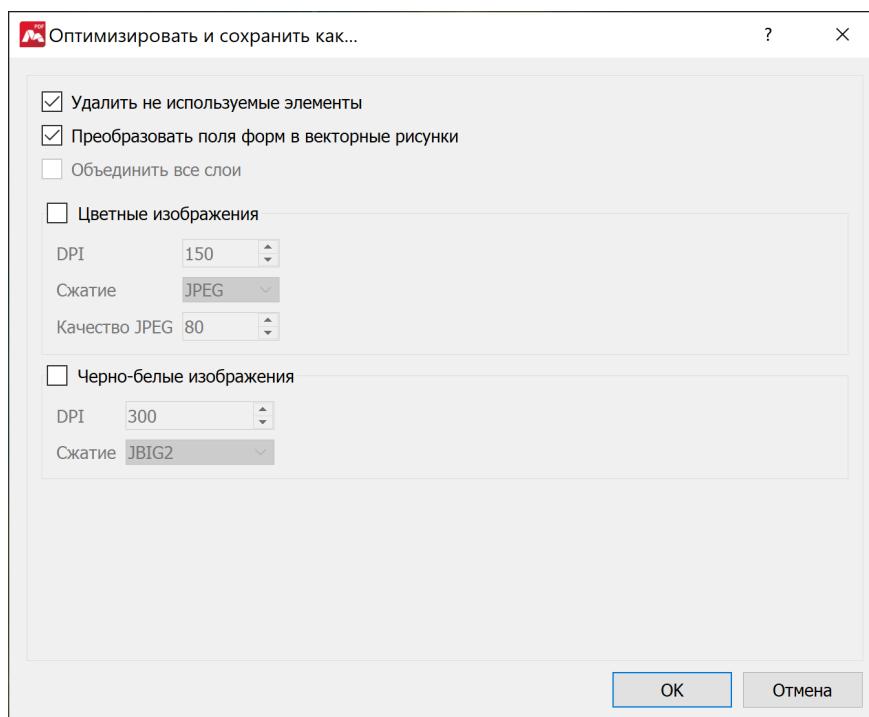 PDF
Оптимизировать и сохранить как...
?
Удалить не используемые элементы
Преобразовать поля форм в векторные рисунки
Объединить все слои
Цветные изображения
DPI 150
Сжатие JPEG
Качество JPEG 80
Черно-белые изображения
DPI 300
Сжатие JBIG2
OK Отмена